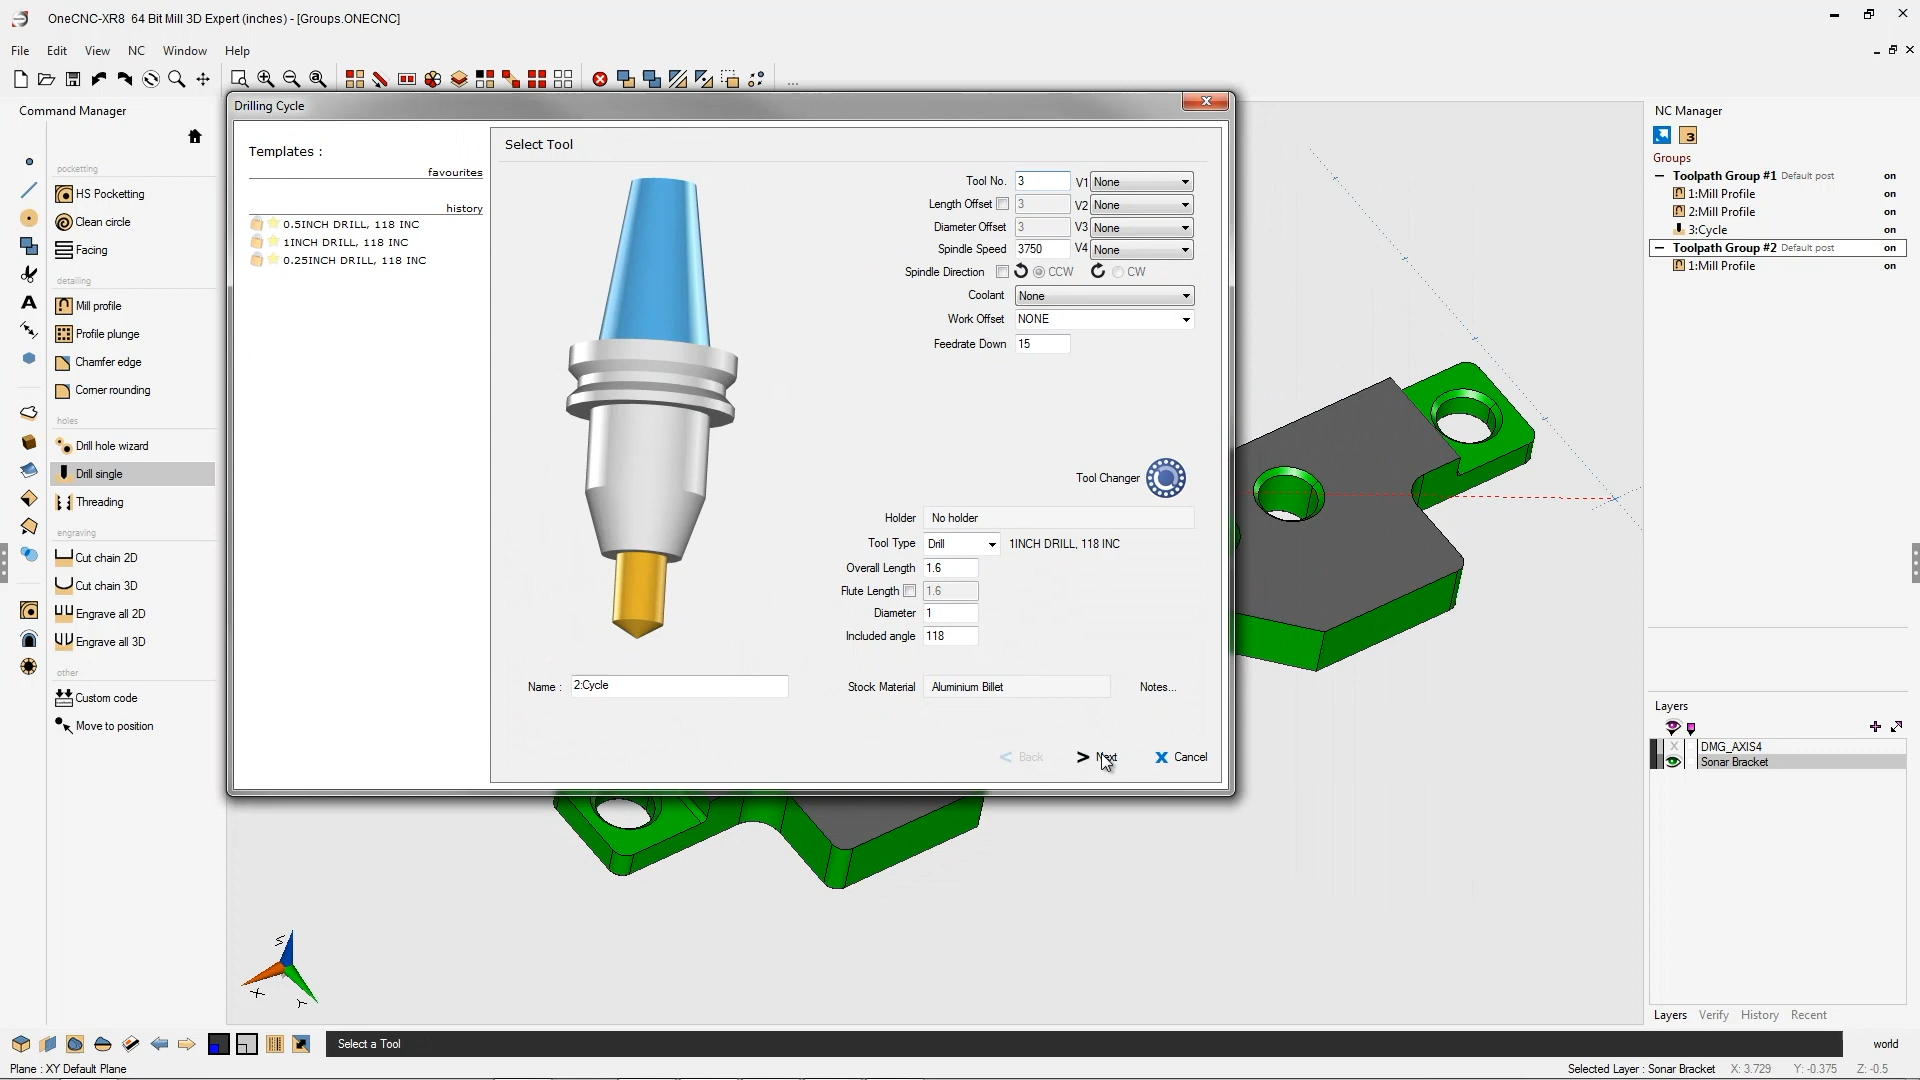 OneCNC-XR8  64 Bit Mill 3D Expert (inches) - [Groups.ONECNC]
File Edit View NC Window Help
...
Command Manager
pocketting
HS Pocketting
Clean circle
Facing
detailing
Mill profile
Profile plunge
Chamfer edge
Corner rounding
holes
Drill hole wizard
Drill single
Threading
engraving
Cut chain 2D
Cut chain 3D
Engrave all 2D
Engrave all 3D
other
Custom code
Move to position
Drilling Cycle
Templates :
favourites
history
0.5INCH DRILL, 118 INC
1INCH DRILL, 118 INC
0.25INCH DRILL, 118 INC
Select Tool
Tool No. 3 V1 None
Length Offset 3 V2 None
Diameter Offset 3 V3 None
Spindle Speed 3750 V4 None
Spindle Direction CCW CW
Coolant None
Work Offset NONE
Feedrate Down 15
Tool Changer
Holder No holder
Tool Type Drill 1INCH DRILL, 118 INC
Overall Length 1.6
Flute Length 1.6
Diameter 1
Included angle 118
Name : 2:Cycle Stock Material Aluminium Billet Notes...
< Back > Next X Cancel
NC Manager
3
Groups
Toolpath Group #1 Default post on
1:Mill Profile on
2:Mill Profile on
3:Cycle on
Toolpath Group #2 Default post on
1:Mill Profile on
Layers
X DMG_AXIS4
Sonar Bracket
Layers Verify History Recent
X Y
Select a Tool world
Plane : XY Default Plane Selected Layer : Sonar Bracket X: 3.729 Y: -0.375 Z: -0.5